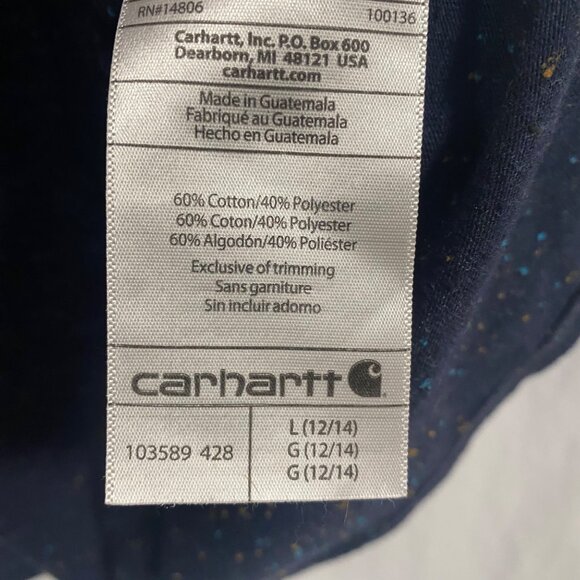 RN#14806 100136
Carhartt, Inc. P.O. Box 600
Dearborn, MI 48121 USA
carhartt.com
Made in Guatemala
Fabriqué au Guatemala
Hecho en Guatemala
60% Cotton/40% Polyester
60% Coton/40% Polyester
60% Algodón/40% Poliéster
Exclusive of trimming
Sans garniture
Sin incluir adorno
carhartt
103589 428
L (12/14)
G (12/14)
G (12/14)